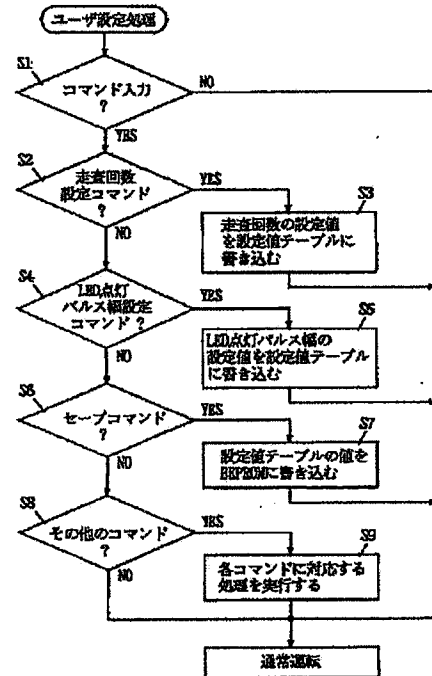 ユーザ設定処理
S1
コマンド入力
?
NO
YES
S2
走査回数
設定コマンド
?
YES
NO
S3
走査回数の設定値
を設定値テーブルに
書き込む
S4
LED点灯
パルス幅設定
コマンド ?
YES
NO
S5
LED点灯パルス幅の
設定値を設定値テーブル
に書き込む
S6
セーブコマンド
?
YES
NO
S7
設定値テーブルの値を
EEPROMに書き込む
S8
その他のコマンド
?
YES
NO
S9
各コマンドに対応する
処理を実行する
通常運転